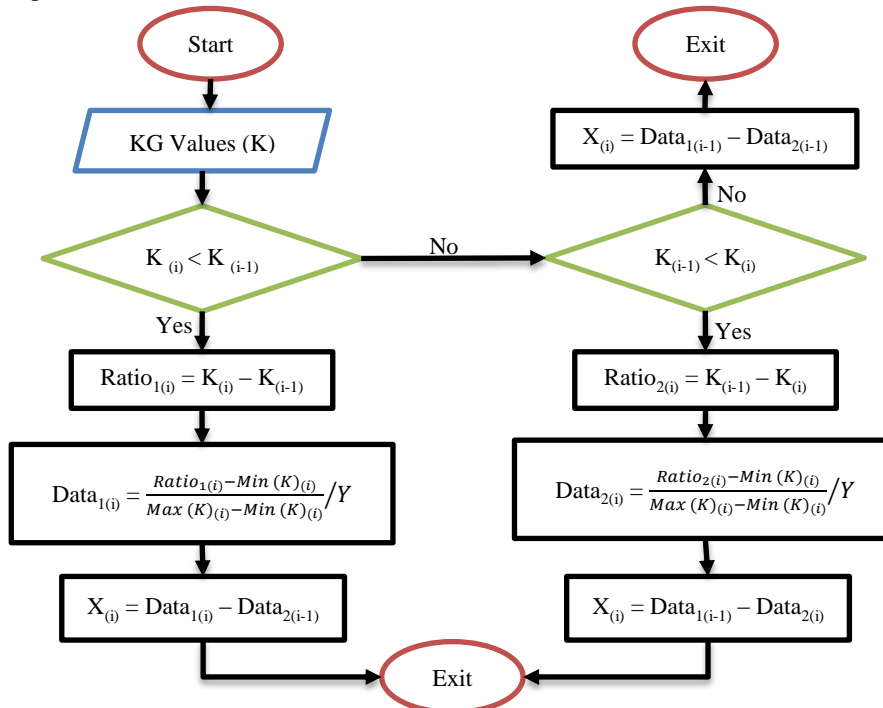 Start
KG Values (K)
K (i) < K (i-1)
No
Yes
Ratio1(i) = K(i) – K(i-1)
Data1(i) = Ratio1(i)−Min (K)(i) / Max (K)(i)−Min (K)(i) /Y
X(i) = Data1(i) – Data2(i-1)
Exit
X(i) = Data1(i-1) – Data2(i-1)
No
K(i-1) < K(i)
Yes
Ratio2(i) = K(i-1) – K(i)
Data2(i) = Ratio2(i)−Min (K)(i) / Max (K)(i)−Min (K)(i) /Y
X(i) = Data1(i-1) – Data2(i)
Exit